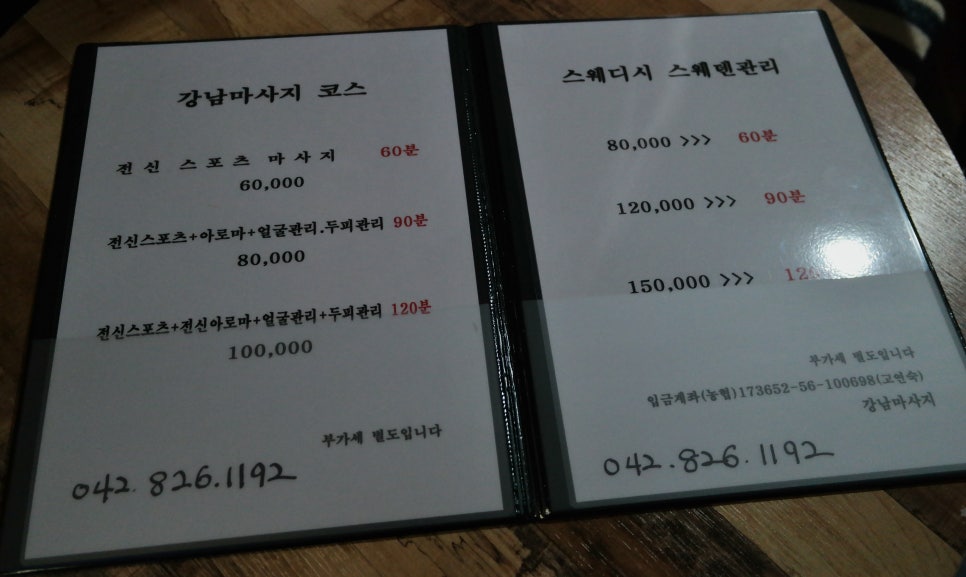 강남마사지 코스
전 신 스 포 츠 마 사 지 60분
60,000
전신스포츠+아로마+얼굴관리.두피관리 90분
80,000
전신스포츠+전신아로마+얼굴관리+두피관리 120분
100,000
부가세 별도입니다
042.826.1192
스웨디시 스웨덴관리
80,000 >>> 60분
120,000 >>> 90분
150,000 >>>
부가세 별도입니다
입금계좌(농협)173652-56-100698(고연숙)
강남마사지
042.826.1192